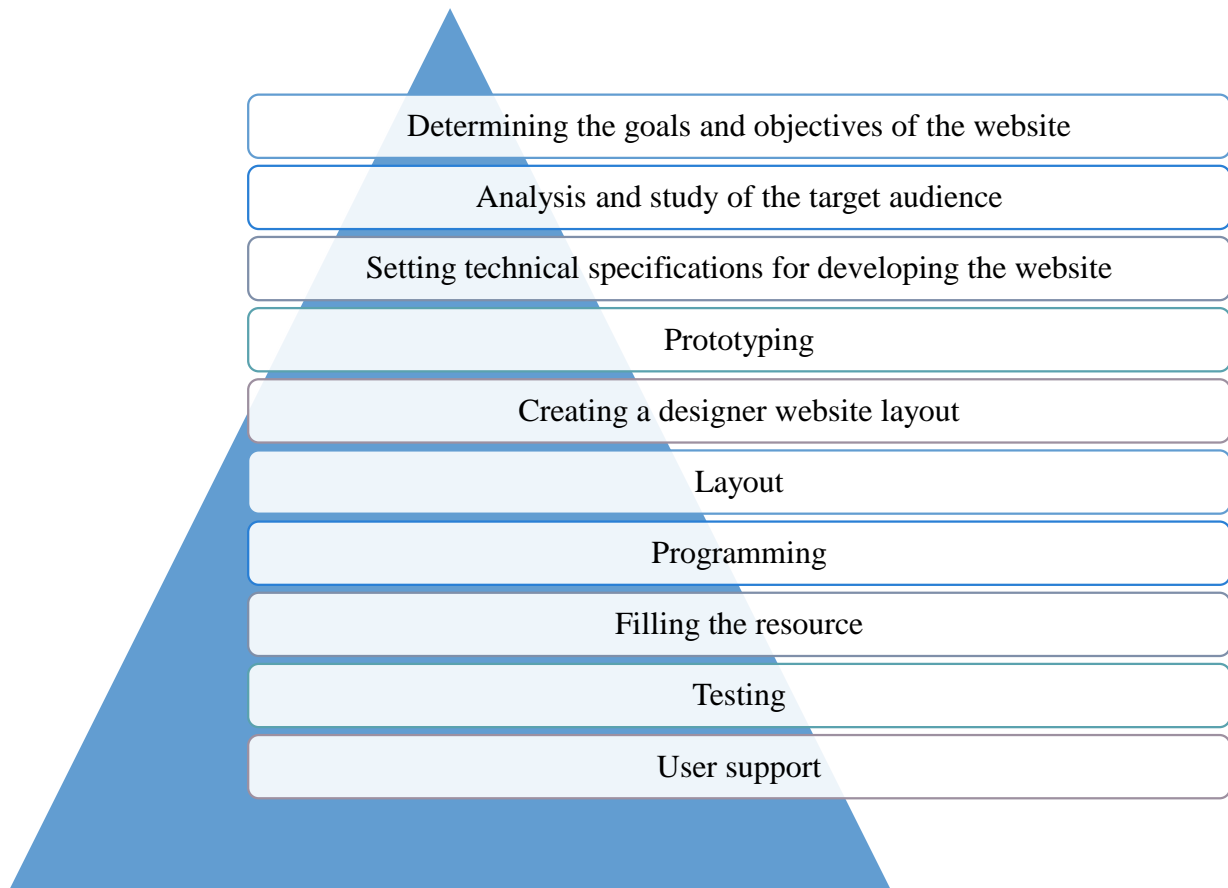 Determining the goals and objectives of the website
Analysis and study of the target audience
Setting technical specifications for developing the website
Prototyping
Creating a designer website layout
Layout
Programming
Filling the resource
Testing
User support